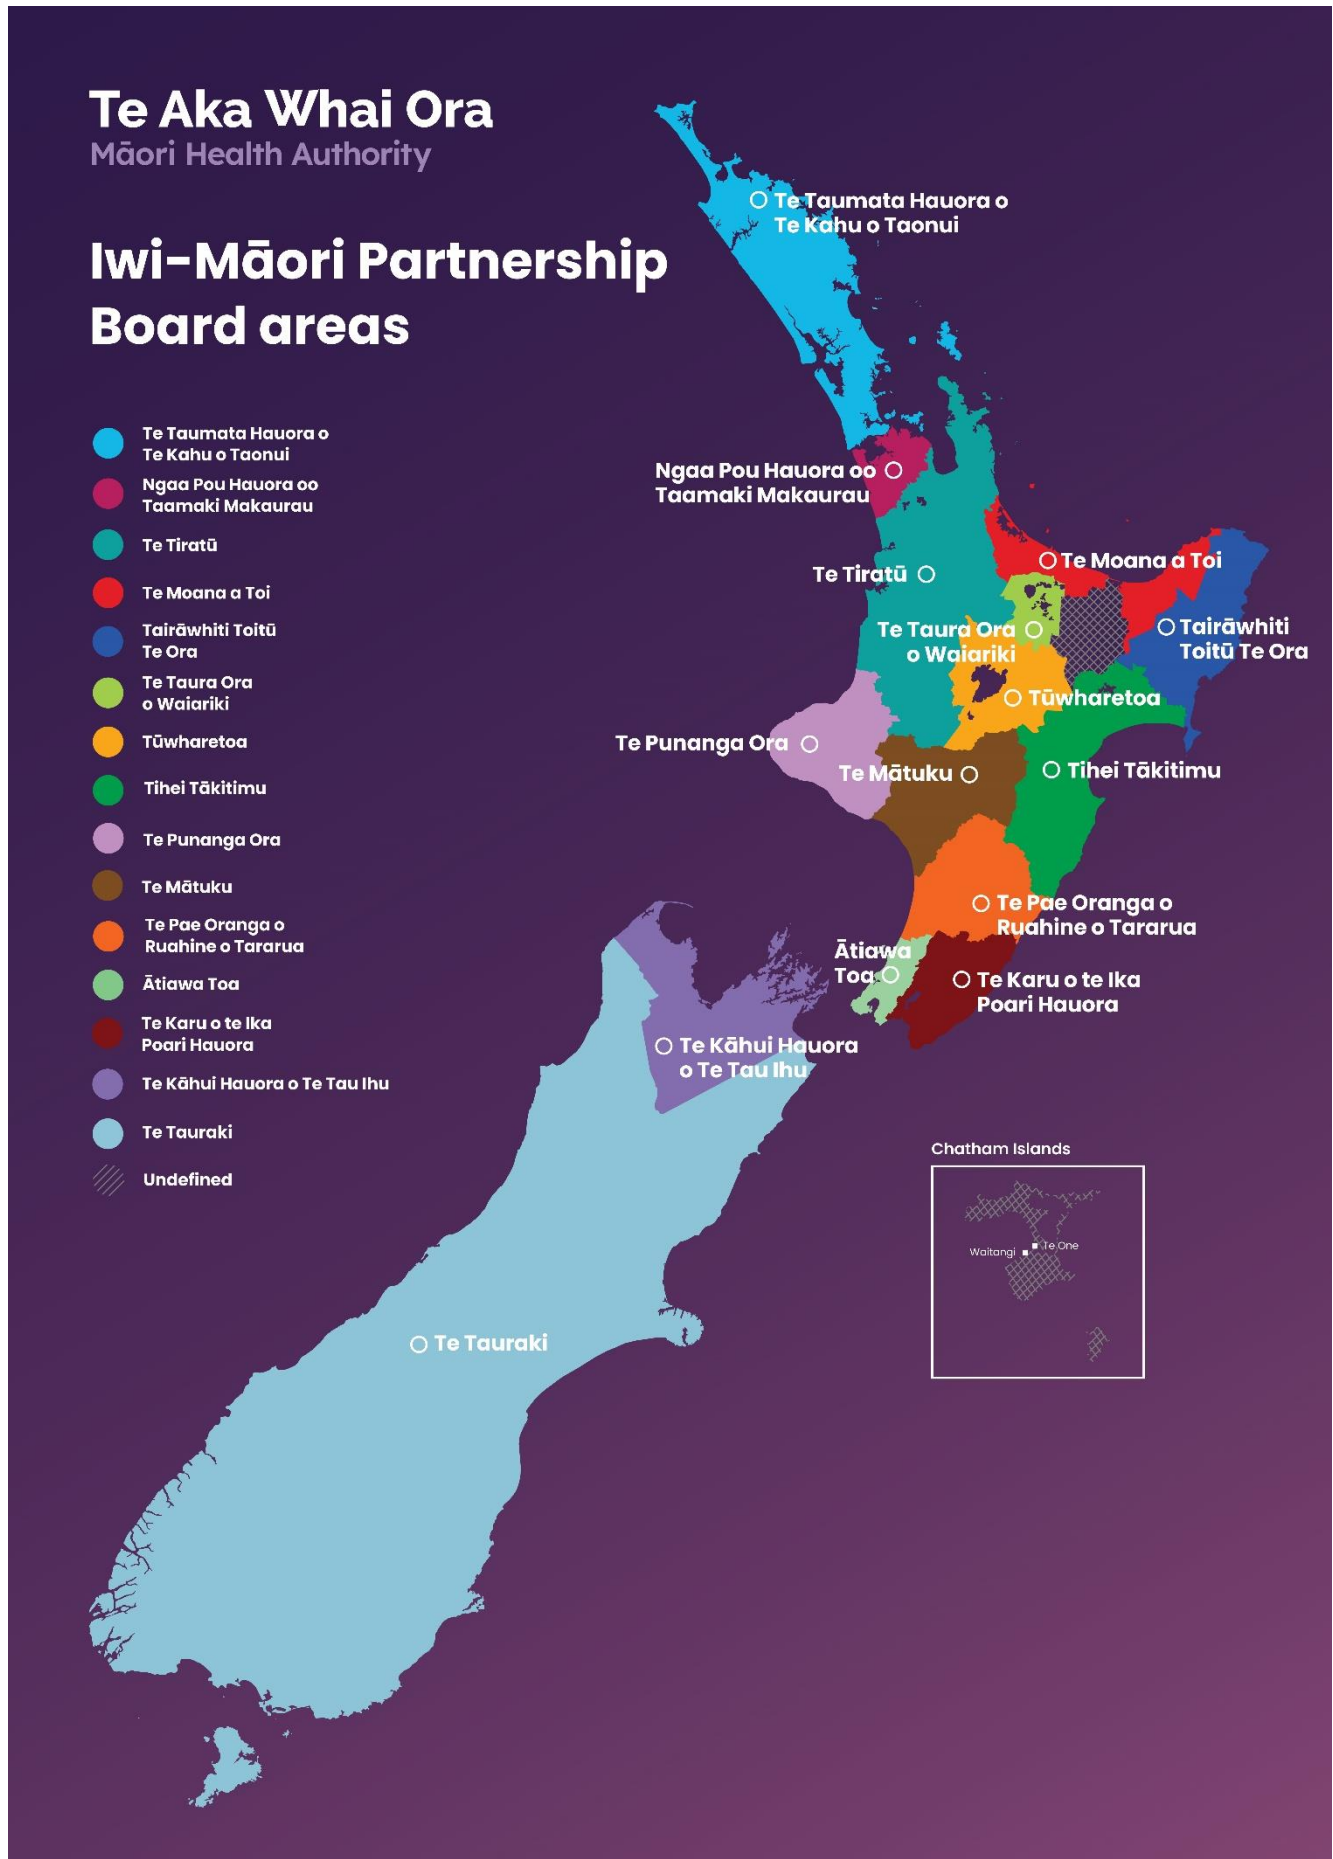 Te Aka Whai Ora
Māori Health Authority
Iwi-Māori Partnership
Board areas
Te Taumata Hauora o
Te Kahu o Taonui
Ngaa Pou Hauora oo
Taamaki Makaurau
Te Tiratū
Te Moana a Toi
Tairāwhiti Toitū
Te Ora
Te Taura Ora
o Waiariki
Tūwharetoa
Tihei Tākitimu
Te Punanga Ora
Te Mātuku
Te Pae Oranga o
Ruahine o Tararua
Ātiawa Toa
Te Karu o te Ika
Poari Hauora
Te Kāhui Hauora o Te Tau Ihu
Te Tauraki
Undefined
Te Taumata Hauora o
Te Kahu o Taonui
Ngaa Pou Hauora oo
Taamaki Makaurau
Te Moana a Toi
Te Tiratū
Te Taura Ora
o Waiariki
Tairāwhiti
Toitū Te Ora
Tūwharetoa
Te Punanga Ora
Te Mātuku
Tihei Tākitimu
Te Pae Oranga o
Ruahine o Tararua
Ātiawa
Toa
Te Karu o te Ika
Poari Hauora
Te Kāhui Hauora
o Te Tau Ihu
Te Tauraki
Chatham Islands
Te One
Waitangi